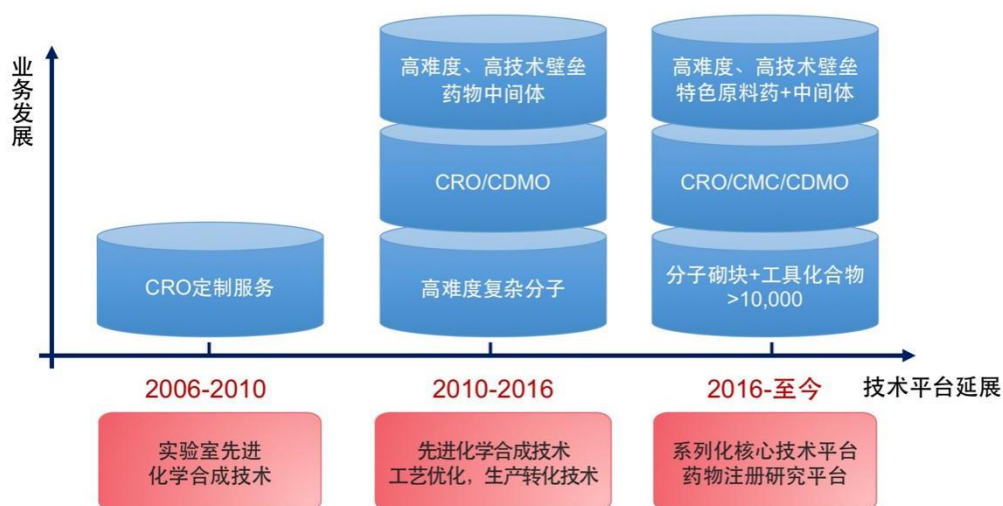 业务发展
高难度、高技术壁垒
药物中间体
高难度、高技术壁垒
特色原料药+中间体
CRO/CDMO
CRO/CMC/CDMO
CRO定制服务
高难度复杂分子
分子砌块+工具化合物
>10,000
2006-2010
2010-2016
2016-至今
技术平台延展
实验室先进
化学合成技术
先进化学合成技术
工艺优化，生产转化技术
系列化核心技术平台
药物注册研究平台